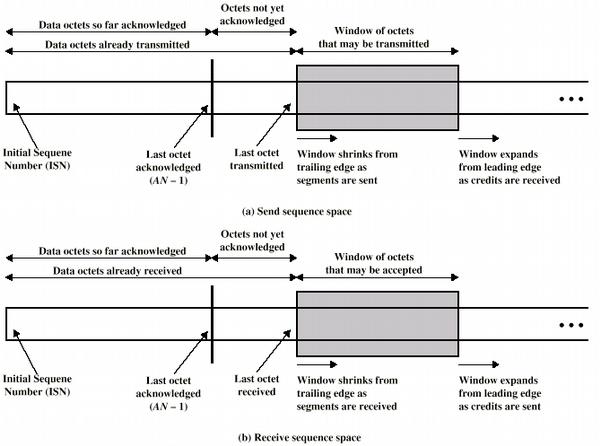 Octets not yet
acknowledged
Window of octets
that may be transmitted
Data octets so far acknowledged
Data octets already transmitted
• • •
Initial Sequene
Number (ISN)
Last octet
acknowledged
(AN – 1)
Last octet
transmitted
Window shrinks from
trailing edge as
segments are sent
Window expands
from leading edge
as credits are received
(a) Send sequence space
Octets not yet
acknowledged
Window of octets
that may be accepted
Data octets so far acknowledged
Data octets already received
• • •
Initial Sequene
Number (ISN)
Last octet
acknowledged
(AN – 1)
Last octet
received
Window shrinks from
trailing edge as
segments are received
Window expands
from leading edge
as credits are sent
(b) Receive sequence space